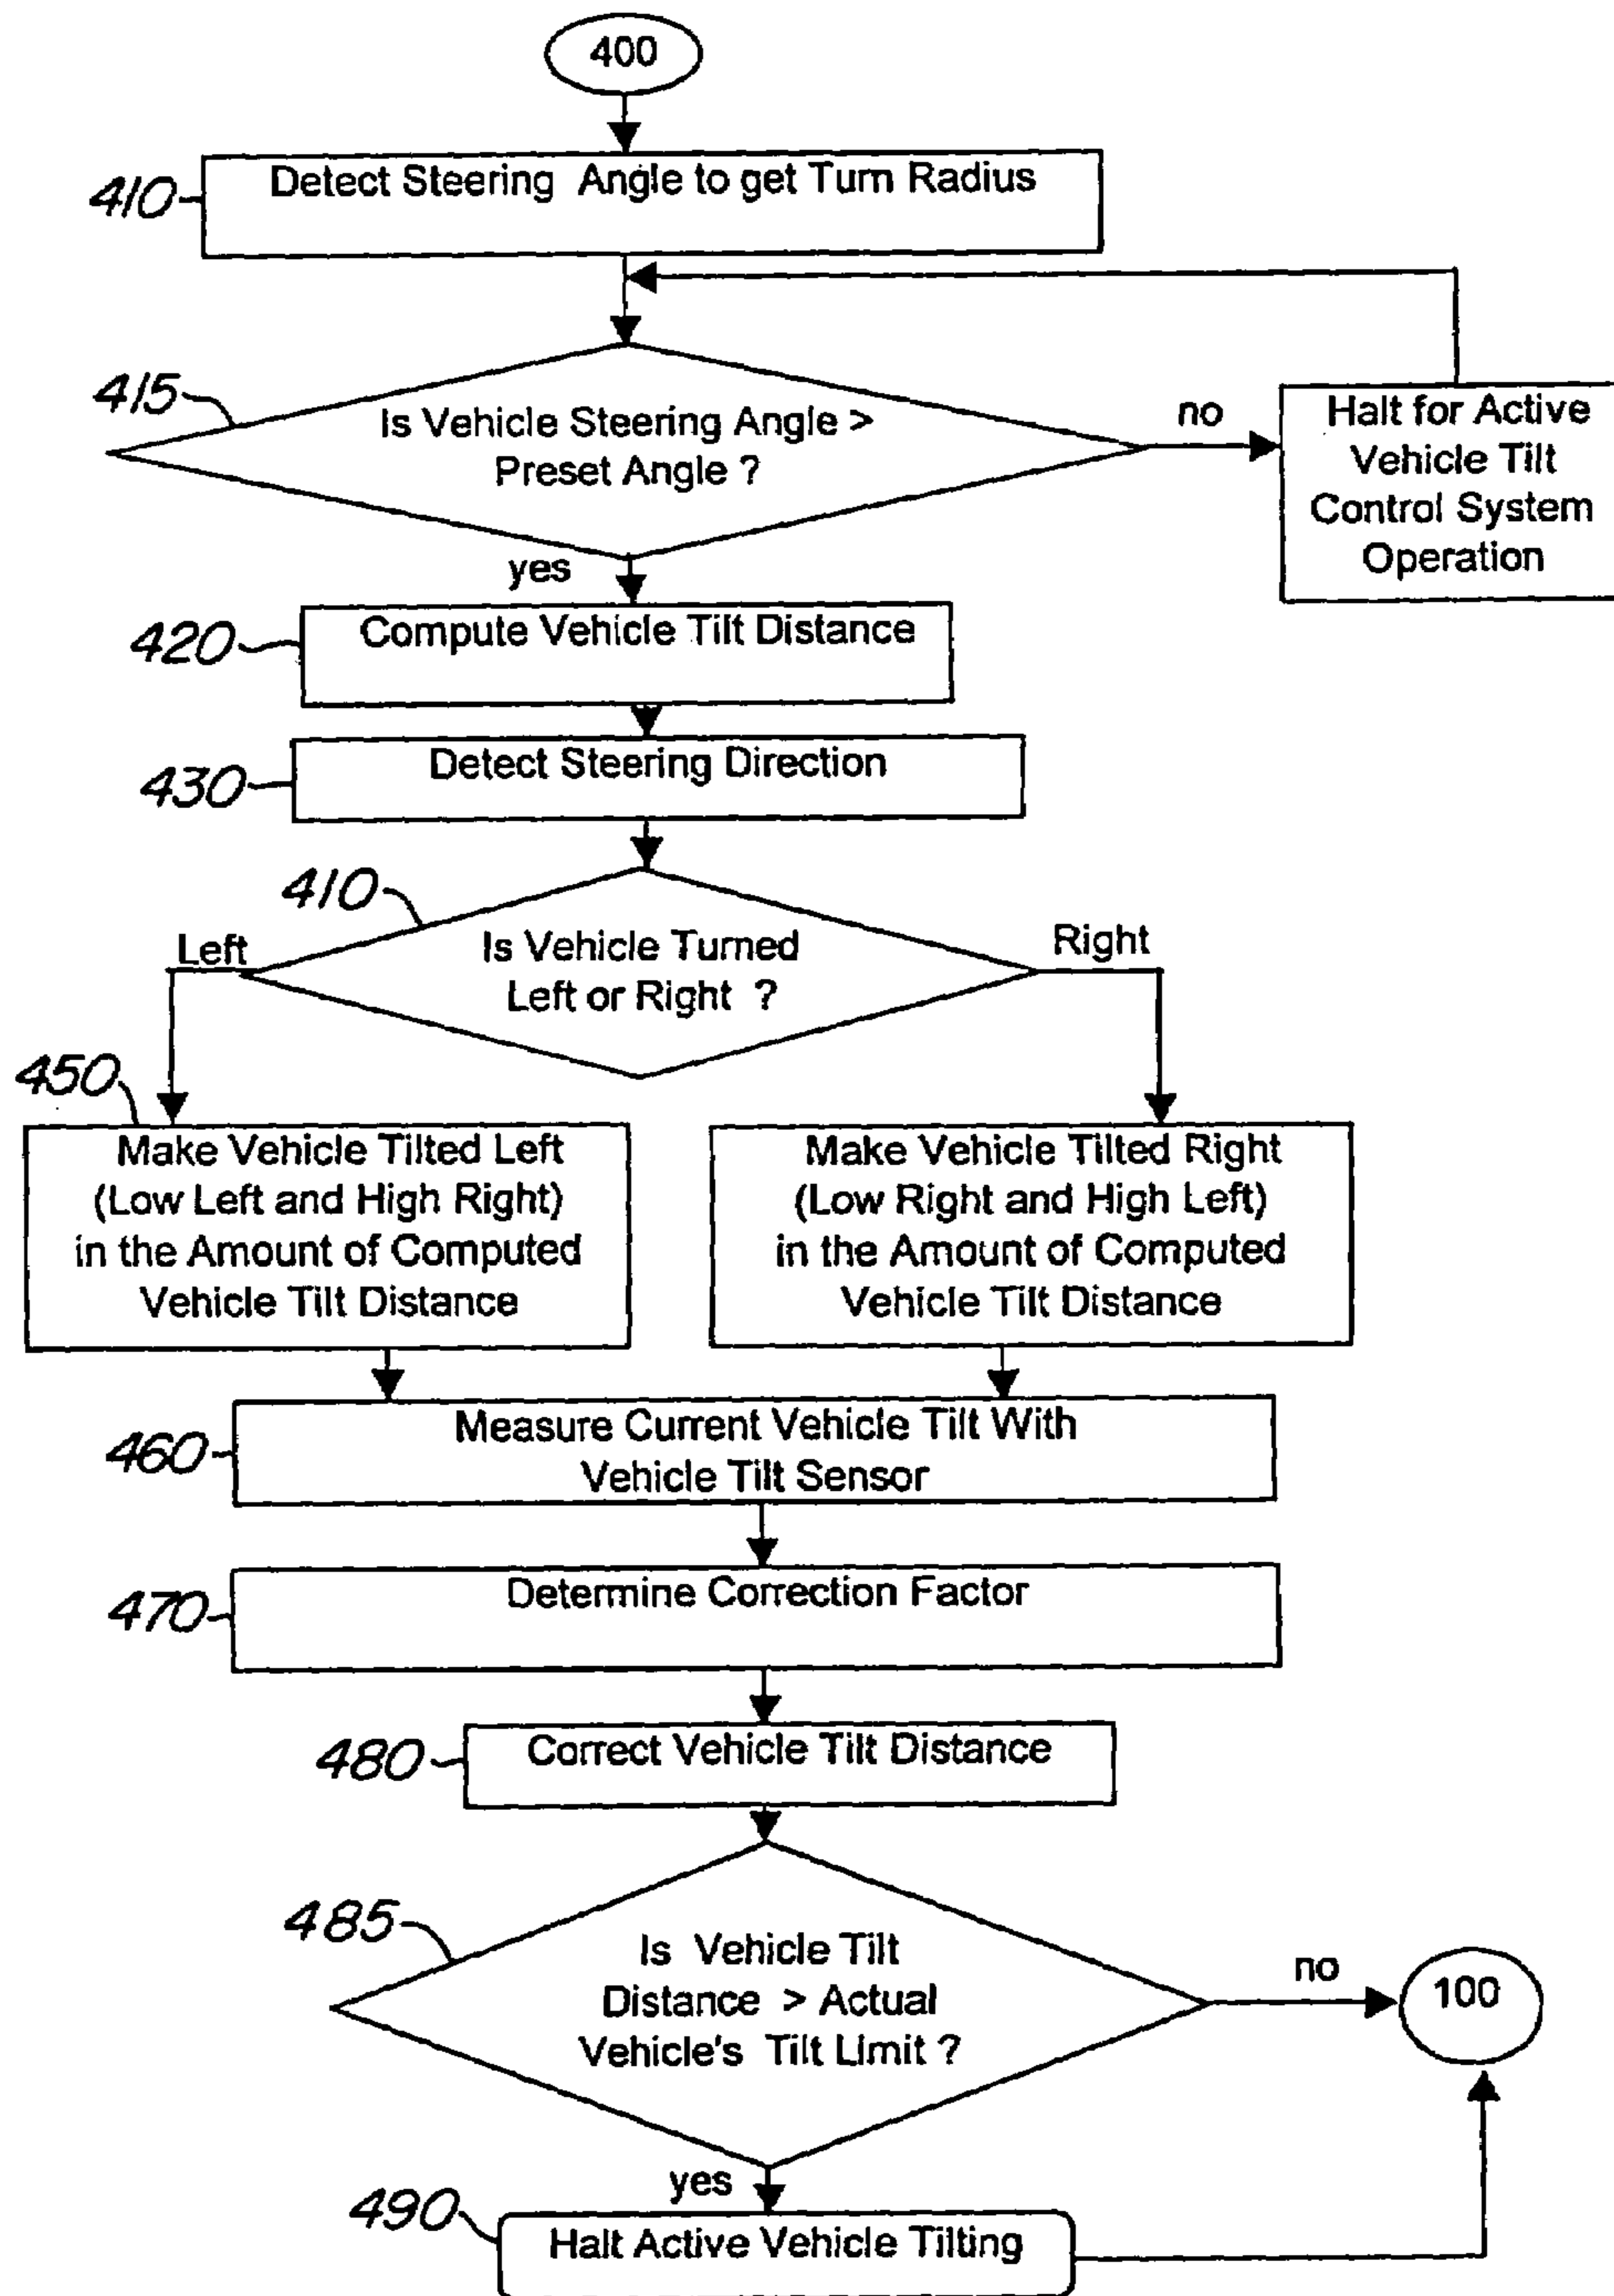 400
410
Detect Steering Angle to get Turn Radius
415
Is Vehicle Steering Angle >
Preset Angle ?
no
Halt for Active
Vehicle Tilt
Control System
Operation
yes
420
Compute Vehicle Tilt Distance
430
Detect Steering Direction
410
Left
Is Vehicle Turned
Left or Right ?
Right
450
Make Vehicle Tilted Left
(Low Left and High Right)
in the Amount of Computed
Vehicle Tilt Distance
Make Vehicle Tilted Right
(Low Right and High Left)
in the Amount of Computed
Vehicle Tilt Distance
460
Measure Current Vehicle Tilt With
Vehicle Tilt Sensor
470
Determine Correction Factor
480
Correct Vehicle Tilt Distance
485
Is Vehicle Tilt
Distance > Actual
Vehicle's Tilt Limit ?
no
100
yes
490
Halt Active Vehicle Tilting